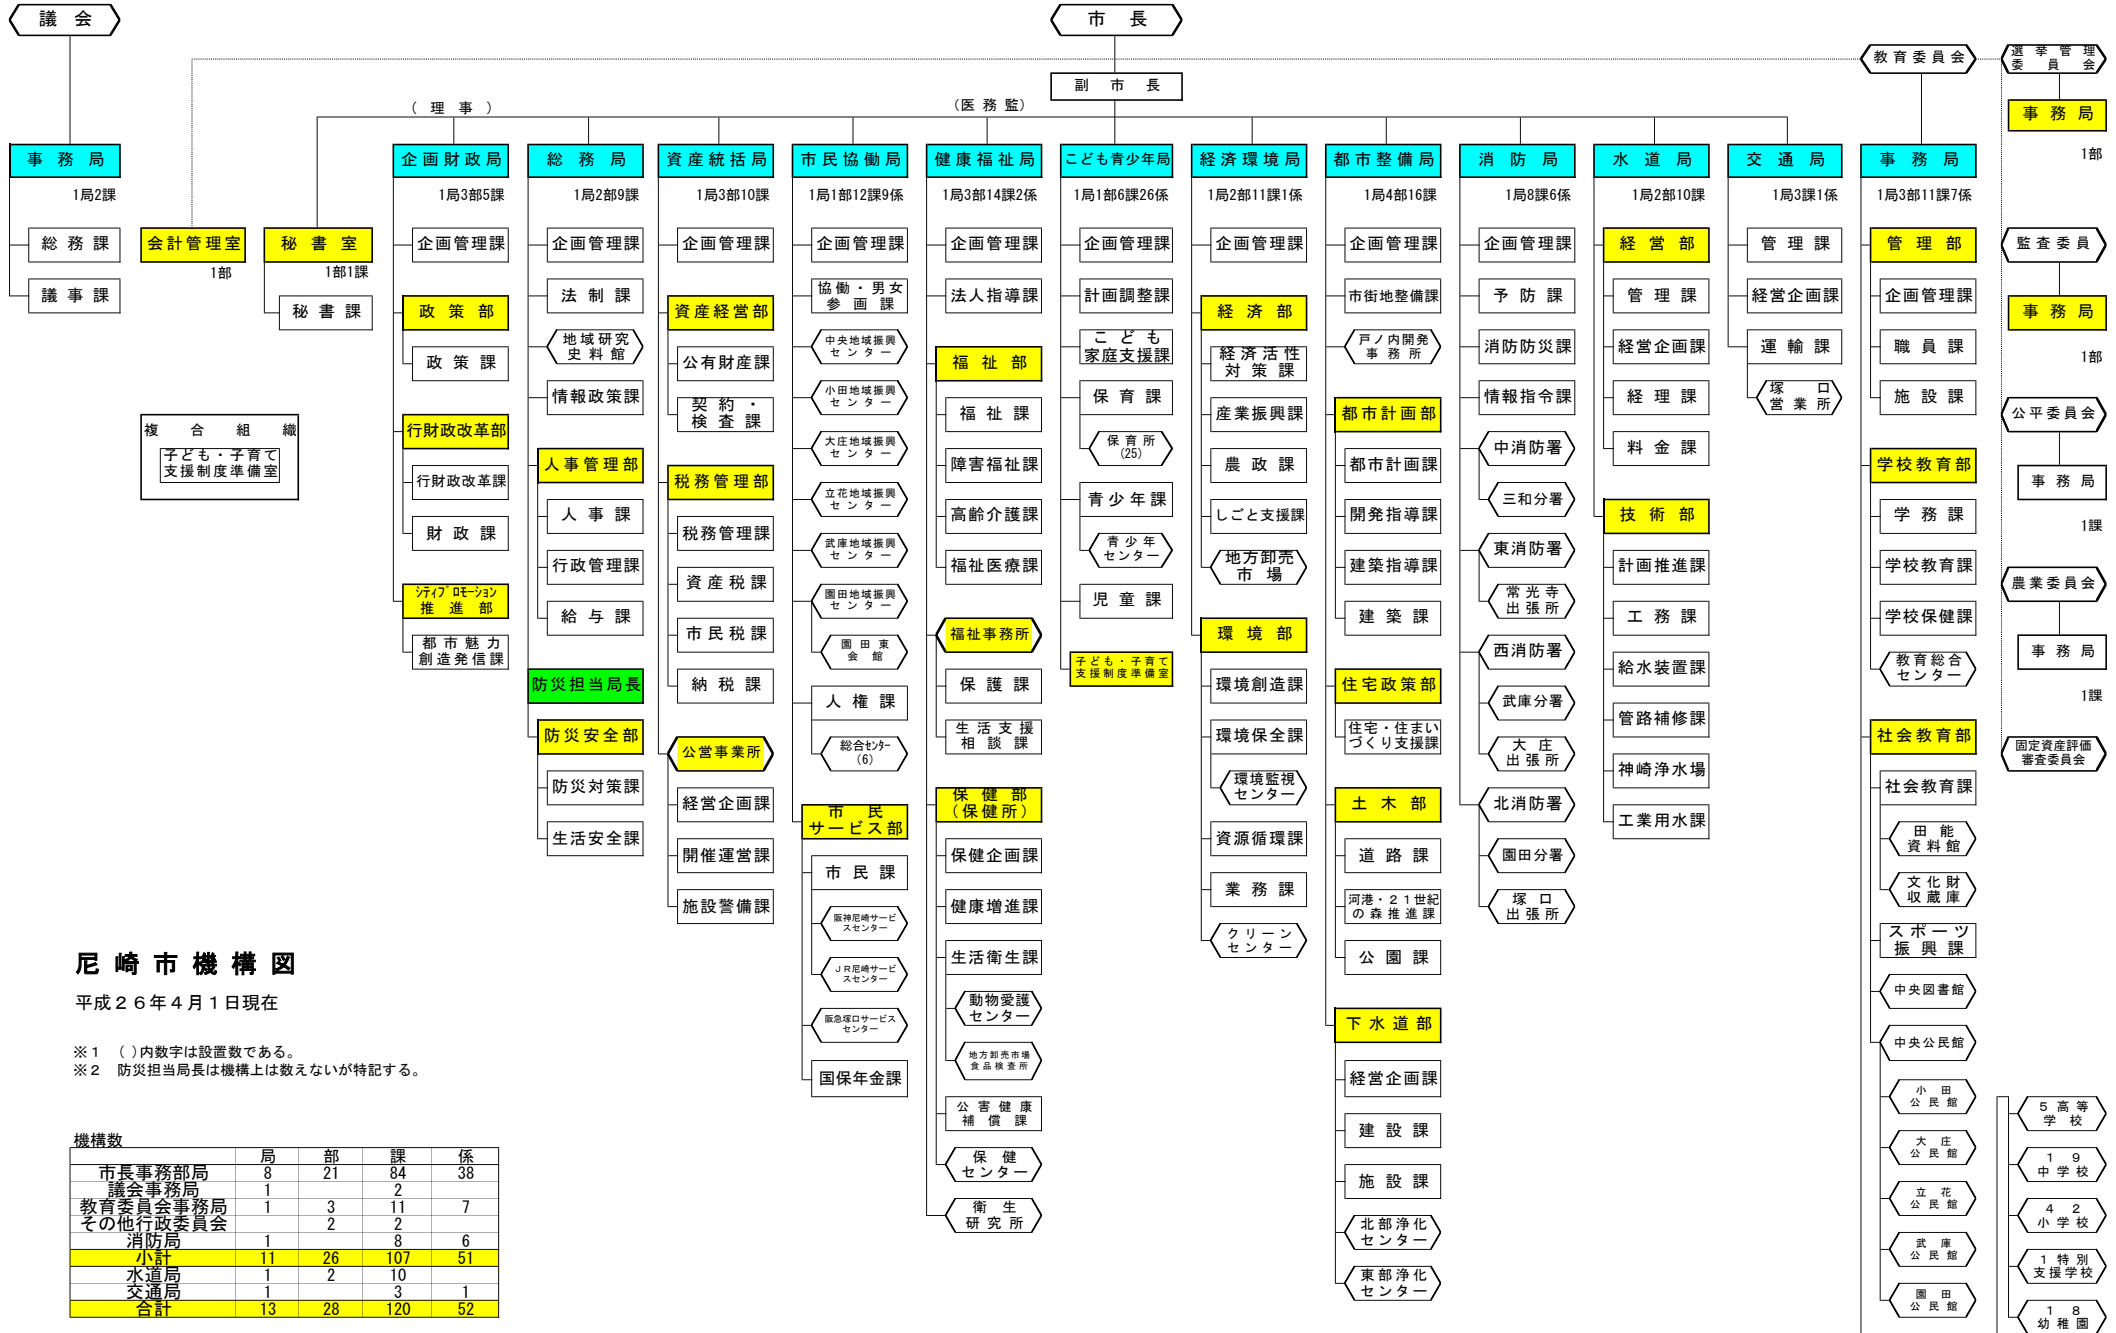 議会
市長
教育委員会
選挙管理
委員会
副市長
(理事)
(医務監)
事務局
1部
事務局
1局2課
総務課
議事課
会計管理室
1部
秘書室
1部1課
秘書課
複合組織
子ども・子育て
支援制度準備室
企画財政局
1局3部5課
企画管理課
政策部
政策課
行財政改革部
行財政改革課
財政課
シティプロモーション
推進部
都市魅力
創造発信課
総務局
1局2部9課
企画管理課
法制課
地域研究
史料館
情報政策課
人事管理部
人事課
行政管理課
給与課
防災担当局長
防災安全部
防災対策課
生活安全課
資産統括局
1局3部10課
企画管理課
資産経営部
公有財産課
契約・
検査課
税務管理部
税務管理課
資産税課
市民税課
納税課
公営事業所
経営企画課
開催運営課
施設警備課
市民協働局
1局1部12課9係
企画管理課
協働・男女
参画課
中央地域振興
センター
小田地域振興
センター
大庄地域振興
センター
立花地域振興
センター
武庫地域振興
センター
園田地域振興
センター
園田東
会館
人権課
総合センター
(6)
市民
サービス部
市民課
阪神尼崎サービ
スセンター
JR尼崎サービ
スセンター
阪急塚口サービス
センター
国保年金課
健康福祉局
1局3部14課2係
企画管理課
法人指導課
福祉部
福祉課
障害福祉課
高齢介護課
福祉医療課
福祉事務所
保護課
生活支援
相談課
保健部
(保健所)
保健企画課
健康増進課
生活衛生課
動物愛護
センター
地方卸売市場
食品検査所
公害健康
補償課
保健
センター
衛生
研究所
こども青少年局
1局1部6課26係
企画管理課
計画調整課
こども
家庭支援課
保育課
保育所
(25)
青少年課
青少年
センター
児童課
子ども・子育て
支援制度準備室
経済環境局
1局2部11課1係
企画管理課
経済部
経済活性
対策課
産業振興課
農政課
しごと支援課
地方卸売
市場
環境部
環境創造課
環境保全課
環境監視
センター
資源循環課
業務課
クリーン
センター
都市整備局
1局4部16課
企画管理課
市街地整備課
戸ノ内開発
事務所
都市計画部
都市計画課
開発指導課
建築指導課
建築課
住宅政策部
住宅・住まい
づくり支援課
土木部
道路課
河港・21世紀
の森推進課
公園課
下水道部
経営企画課
建設課
施設課
北部浄化
センター
東部浄化
センター
消防局
1局8課6係
企画管理課
予防課
消防防災課
情報指令課
中消防署
三和分署
東消防署
常光寺
出張所
西消防署
武庫分署
大庄
出張所
北消防署
園田分署
塚口
出張所
水道局
1局2部10課
経営部
管理課
経営企画課
経理課
料金課
技術部
計画推進課
工務課
給水装置課
管路補修課
神崎浄水場
工業用水課
交通局
1局3課1係
管理課
経営企画課
運輸課
塚口
営業所
事務局
1局3部11課7係
管理部
企画管理課
職員課
施設課
学校教育部
学務課
学校教育課
学校保健課
教育総合
センター
社会教育部
社会教育課
田能
資料館
文化財
収蔵庫
スポーツ
振興課
中央図書館
中央公民館
小田
公民館
大庄
公民館
立花
公民館
武庫
公民館
園田
公民館
監査委員
事務局
1部
公平委員会
事務局
1課
農業委員会
事務局
1課
固定資産評価
審査委員会
5高等
学校
19
中学校
42
小学校
1特別
支援学校
18
幼稚園
尼崎市機構図
平成26年4月1日現在
※1 ( )内数字は設置数である。
※2 防災担当局長は機構上は数えないが特記する。
機構数
局 部 課 係
市長事務部局 8 21 84 38
議会事務局 1 2
教育委員会事務局 1 3 11 7
その他行政委員会 2 2
消防局 1 8 6
小計 11 26 107 51
水道局 1 2 10
交通局 1 3 1
合計 13 28 120 52